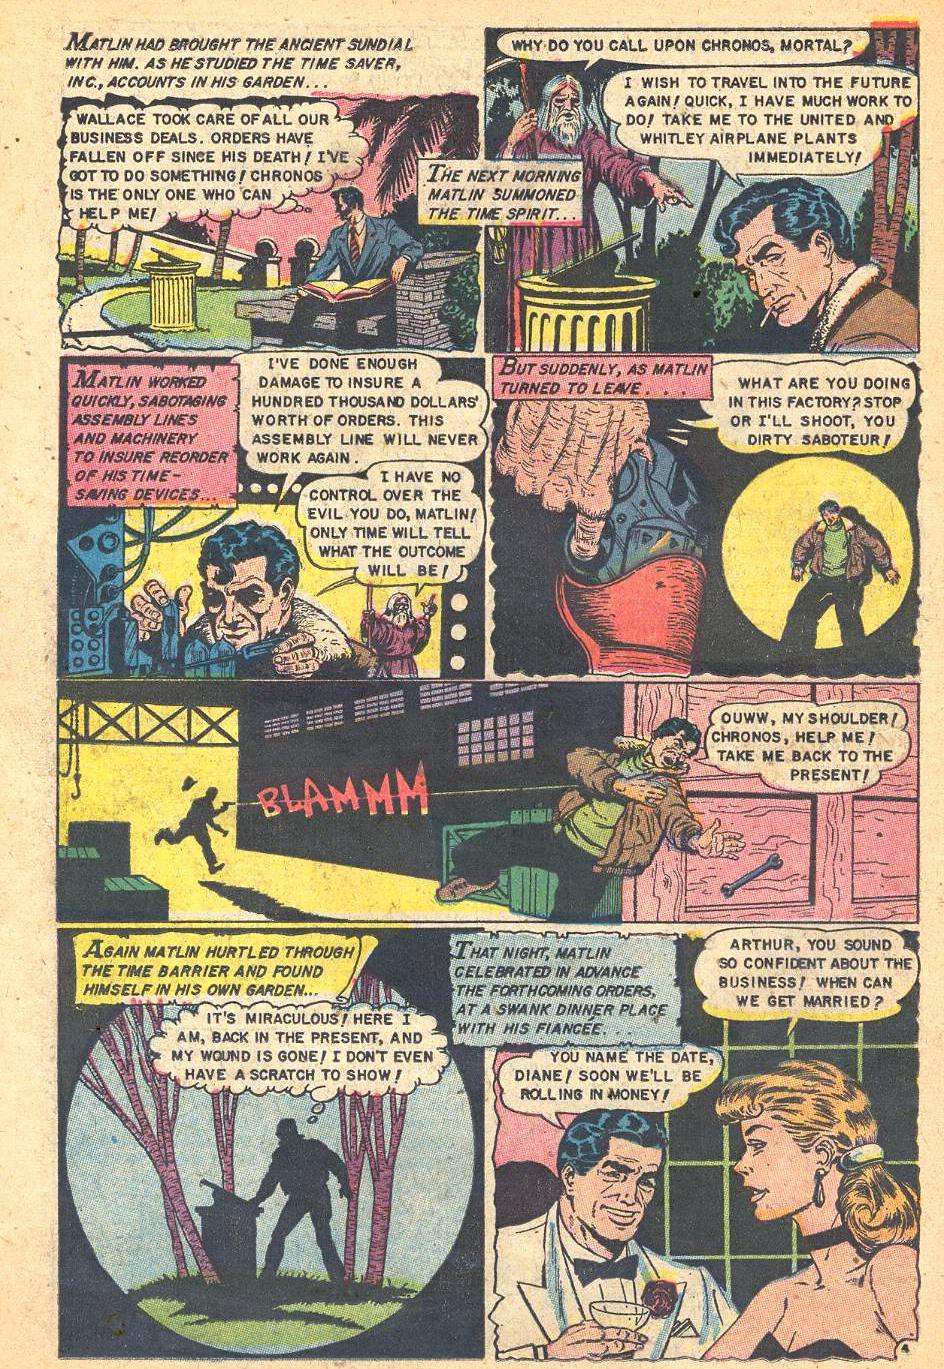 MATLIN HAD BROUGHT THE ANCIENT SUNDIAL
WITH HIM. AS HE STUDIED THE TIME SAVER,
INC., ACCOUNTS IN HIS GARDEN...
WALLACE TOOK CARE OF ALL OUR
BUSINESS DEALS. ORDERS HAVE
FALLEN OFF SINCE HIS DEATH! I'VE
GOT TO DO SOMETHING! CHRONOS
IS THE ONLY ONE WHO CAN
HELP ME!
THE NEXT MORNING
MATLIN SUMMONED
THE TIME SPIRIT...
WHY DO YOU CALL UPON CHRONOS, MORTAL?
I WISH TO TRAVEL INTO THE FUTURE
AGAIN! QUICK, I HAVE MUCH WORK TO
DO! TAKE ME TO THE UNITED AND
WHITLEY AIRPLANE PLANTS
IMMEDIATELY!
MATLIN WORKED
QUICKLY, SABOTAGING
ASSEMBLY LINES
AND MACHINERY
TO INSURE REORDER
OF HIS TIME-
SAVING DEVICES...
I'VE DONE ENOUGH
DAMAGE TO INSURE A
HUNDRED THOUSAND DOLLARS'
WORTH OF ORDERS. THIS
ASSEMBLY LINE WILL NEVER
WORK AGAIN.
I HAVE NO
CONTROL OVER THE
EVIL YOU DO, MATLIN!
ONLY TIME WILL TELL
WHAT THE OUTCOME
WILL BE!
BUT SUDDENLY, AS MATLIN
TURNED TO LEAVE....
WHAT ARE YOU DOING
IN THIS FACTORY? STOP
OR I'LL SHOOT, YOU
DIRTY SABOTEUR!
BLAMMM
OUWW, MY SHOULDER!
CHRONOS, HELP ME!
TAKE ME BACK TO THE
PRESENT!
AGAIN MATLIN HURTLED THROUGH
THE TIME BARRIER AND FOUND
HIMSELF IN HIS OWN GARDEN...
IT'S MIRACULOUS! HERE I
AM, BACK IN THE PRESENT, AND
MY WOUND IS GONE! I DON'T EVEN
HAVE A SCRATCH TO SHOW!
THAT NIGHT, MATLIN
CELEBRATED IN ADVANCE
THE FORTHCOMING ORDERS,
AT A SWANK DINNER PLACE
WITH HIS FIANCEE...
ARTHUR, YOU SOUND
SO CONFIDENT ABOUT THE
BUSINESS! WHEN CAN
WE GET MARRIED?
YOU NAME THE DATE,
DIANE! SOON WE'LL BE
ROLLING IN MONEY!
4